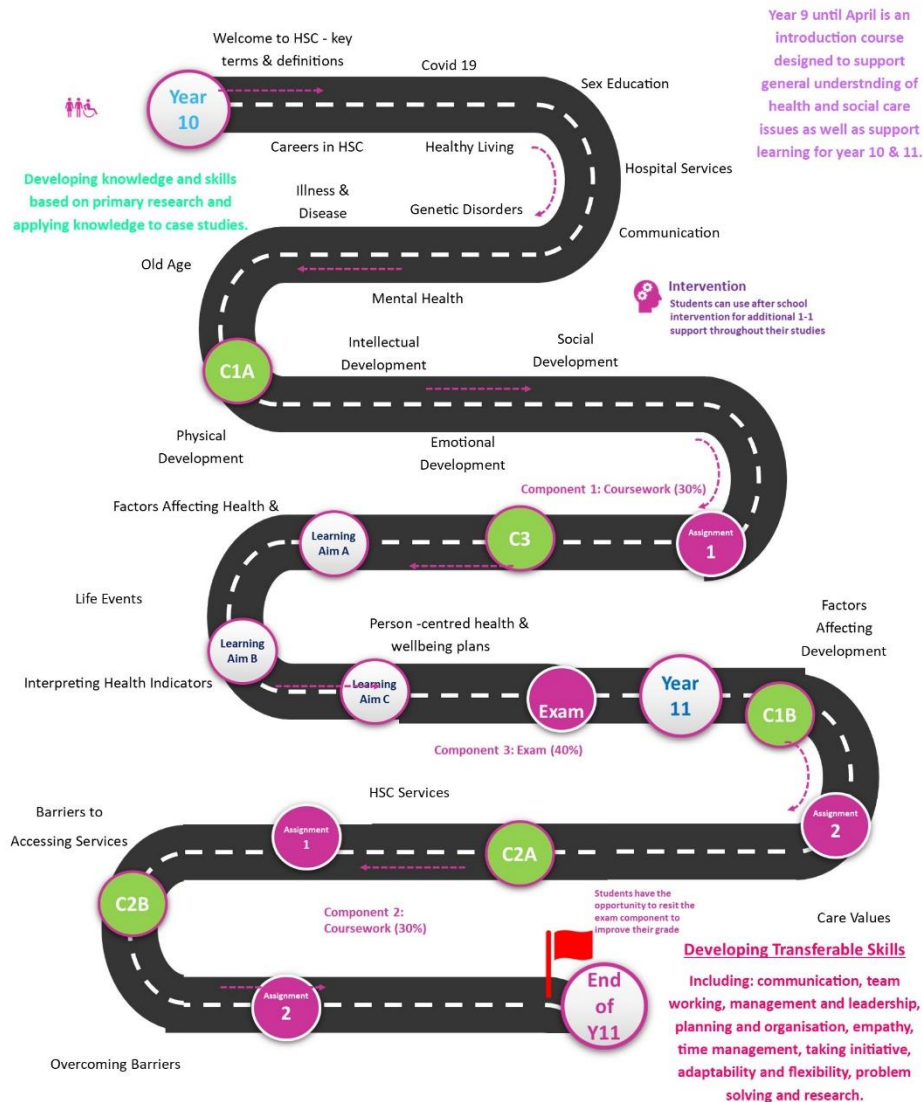 Welcome to HSC - key
terms & definitions
Covid 19
Sex Education
Year 9 until April is an
introduction course
designed to support
general understnding of
health and social care
issues as well as support
learning for year 10 & 11.
Year
10
Careers in HSC
Healthy Living
Hospital Services
Developing knowledge and skills
based on primary research and
applying knowledge to case studies.
Illness &
Disease
Genetic Disorders
Communication
Old Age
Mental Health
Intervention
Students can use after school
intervention for additional 1-1
support throughout their studies
Intellectual
Development
Social
Development
C1A
Physical
Development
Emotional
Development
Component 1: Coursework (30%)
Factors Affecting Health &
Learning
Aim A
C3
Assignment
1
Life Events
Learning
Aim B
Person -centred health &
wellbeing plans
Factors
Affecting
Development
Interpreting Health Indicators
Learning
Aim C
Exam
Year
11
C1B
Component 3: Exam (40%)
HSC Services
Barriers to
Accessing Services
Assignment
1
C2A
Assignment
2
C2B
Component 2:
Coursework (30%)
Students have the
opportunity to resit the
exam component to
improve their grade
Care Values
Assignment
2
End
of
Y11
Developing Transferable Skills
Including: communication, team
working, management and leadership,
planning and organisation, empathy,
time management, taking initiative,
adaptability and flexibility, problem
solving and research.
Overcoming Barriers